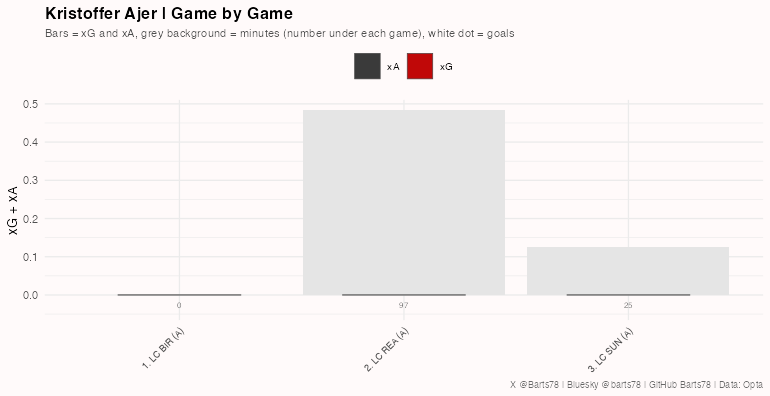 Kristoffer Ajer | Game by Game
Bars = xG and xA, grey background = minutes (number under each game), white dot = goals
xA
xG
xG + xA
0.5
0.4
0.3
0.2
0.1
0.0
0
97
25
1. LC BIR (A)
2. LC REA (A)
3. LC SUN (A)
X @Barts78 | Bluesky @barts78 | GitHub Barts78 | Data: Opta